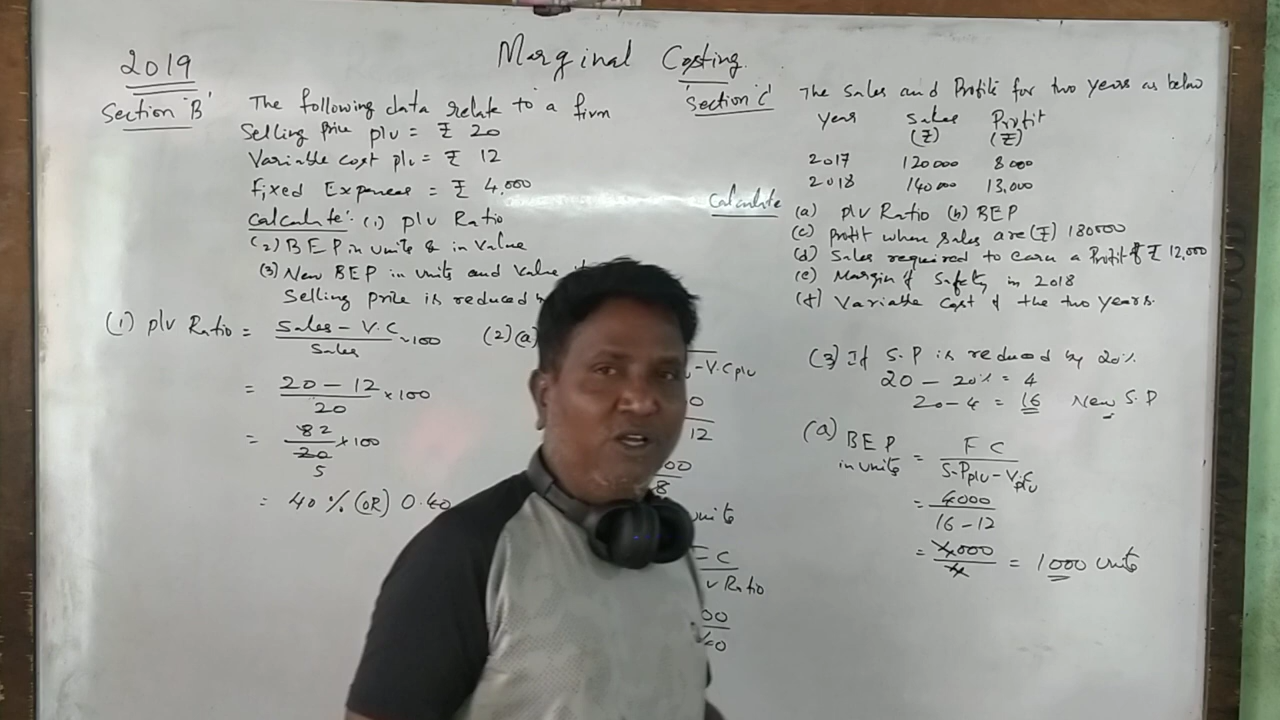 Marginal Costing
2019
Section 'B'
The following data relate to a firm
Selling Price p/u = ₹ 20
Variable cost p/u = ₹ 12
Fixed Expenses = ₹ 4,000
Calculate: (1) p/v Ratio
(2) BEP in units & in value
(3) New BEP in units and value
Selling price is reduced
(1) p/v Ratio = Sales - V.C / Sales × 100
= 20 - 12 / 20 × 100
= 8 2 / 20 5 × 100
= 40 % (OR) 0.40
(2) (a)
- V.C p/u
12
8
units
C
v Ratio
'Section 'C'
The Sales and Profits for two years as below
Year Sales (₹) Profit (₹)
2017 120000 8000
2018 140000 13,000
Calculate
(a) p/v Ratio (b) BEP
(c) Profit when sales are (₹) 180000
(d) Sales required to earn a Profit of ₹ 12,000
(e) Margin of Safety in 2018
(f) Variable Cost of the two years.
(3) If S.P is reduced by 20%
20 - 20% = 4
20 - 4 = 16 New S.P
(a) BEP in units = F C / S.P p/u - V p/u
= 4000 / 16 - 12
= 4000 / 4 = 1000 units